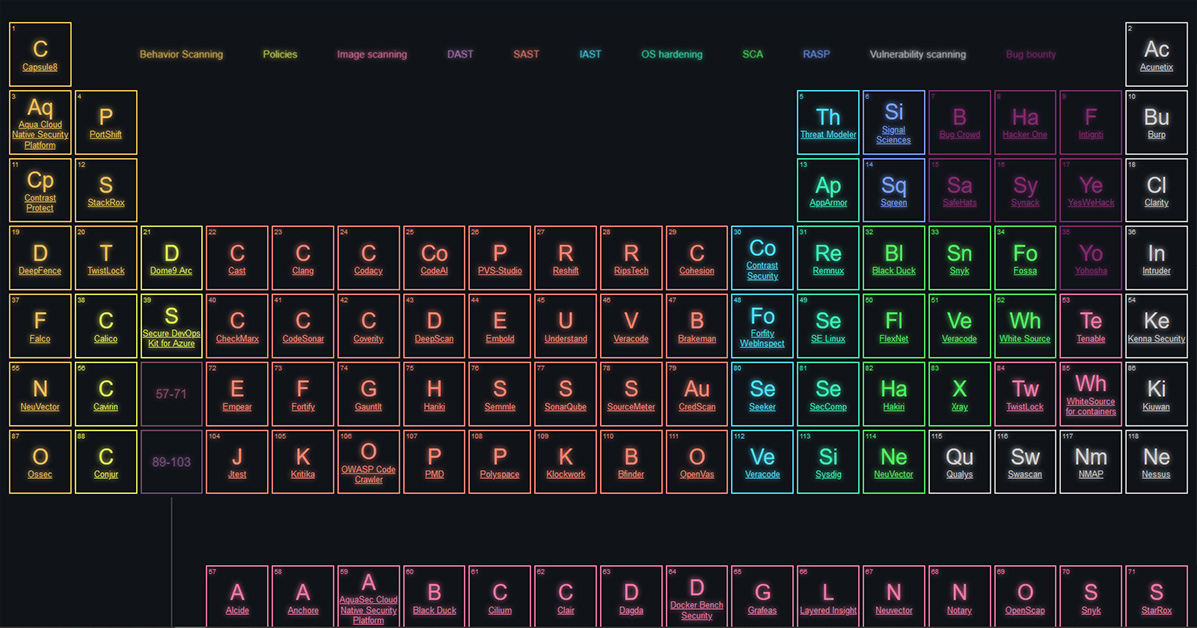 1
C
Capsule8
Behavior Scanning Policies Image scanning DAST SAST IAST OS hardening SCA RASP Vulnerability scanning Bug bounty
2
Ac
Acunetix
3
Aq
Aqua Cloud
Native Security
Platform
4
P
PortShift
5
Th
Threat Modeler
6
Si
Signal
Sciences
7
B
Bug Crowd
8
Ha
Hacker One
9
F
Intigriti
10
Bu
Burp
11
Cp
Contrast
Protect
12
S
StackRox
13
Ap
AppArmor
14
Sq
Sqreen
15
Sa
SafeHats
16
Sy
Synack
17
Ye
YesWeHack
18
Cl
Clarity
19
D
DeepFence
20
T
TwistLock
21
D
Dome9 Arc
22
C
Cast
23
C
Clang
24
C
Codacy
25
Co
CodeAI
26
P
PVS-Studio
27
R
Reshift
28
R
RipsTech
29
C
Cohesion
30
Co
Contrast
Security
31
Re
Remnux
32
Bl
Black Duck
33
Sn
Snyk
34
Fo
Fossa
35
Yo
Yohosha
36
In
Intruder
37
F
Falco
38
C
Calico
39
S
Secure DevOps
Kit for Azure
40
C
CheckMarx
41
C
CodeSonar
42
C
Coverity
43
D
DeepScan
44
E
Embold
45
U
Understand
46
V
Veracode
47
B
Brakeman
48
Fo
Forfity
WebInspect
49
Se
SE Linux
50
Fl
FlexNet
51
Ve
Veracode
52
Wh
White Source
53
Te
Tenable
54
Ke
Kenna Security
55
N
NeuVector
56
C
Cavirin
57-71
72
E
Empear
73
F
Fortify
74
G
Gauntlt
75
H
Hariki
76
S
Semmle
77
S
SonarQube
78
S
SourceMeter
79
Au
CredScan
80
Se
Seeker
81
Se
SecComp
82
Ha
Hakiri
83
X
Xray
84
Tw
TwistLock
85
Wh
WhiteSource
for containers
86
Ki
Kiuwan
87
O
Ossec
88
C
Conjur
89-103
104
J
Jtest
105
K
Kritika
106
O
OWASP Code
Crawler
107
P
PMD
108
P
Polyspace
109
K
Klockwork
110
B
Bfinder
111
O
OpenVas
112
Ve
Veracode
113
Si
Sysdig
114
Ne
NeuVector
115
Qu
Qualys
116
Sw
Swascan
117
Nm
NMAP
118
Ne
Nessus
57
A
Alcide
58
A
Anchore
59
A
AquaSec Cloud
Native Security
Platform
60
B
Black Duck
61
C
Cilium
62
C
Clair
63
D
Dagda
64
D
Docker Bench
Security
65
G
Grafeas
66
L
Layered Insight
67
N
Neuvector
68
N
Notary
69
O
OpenScap
70
S
Snyk
71
S
StarRox